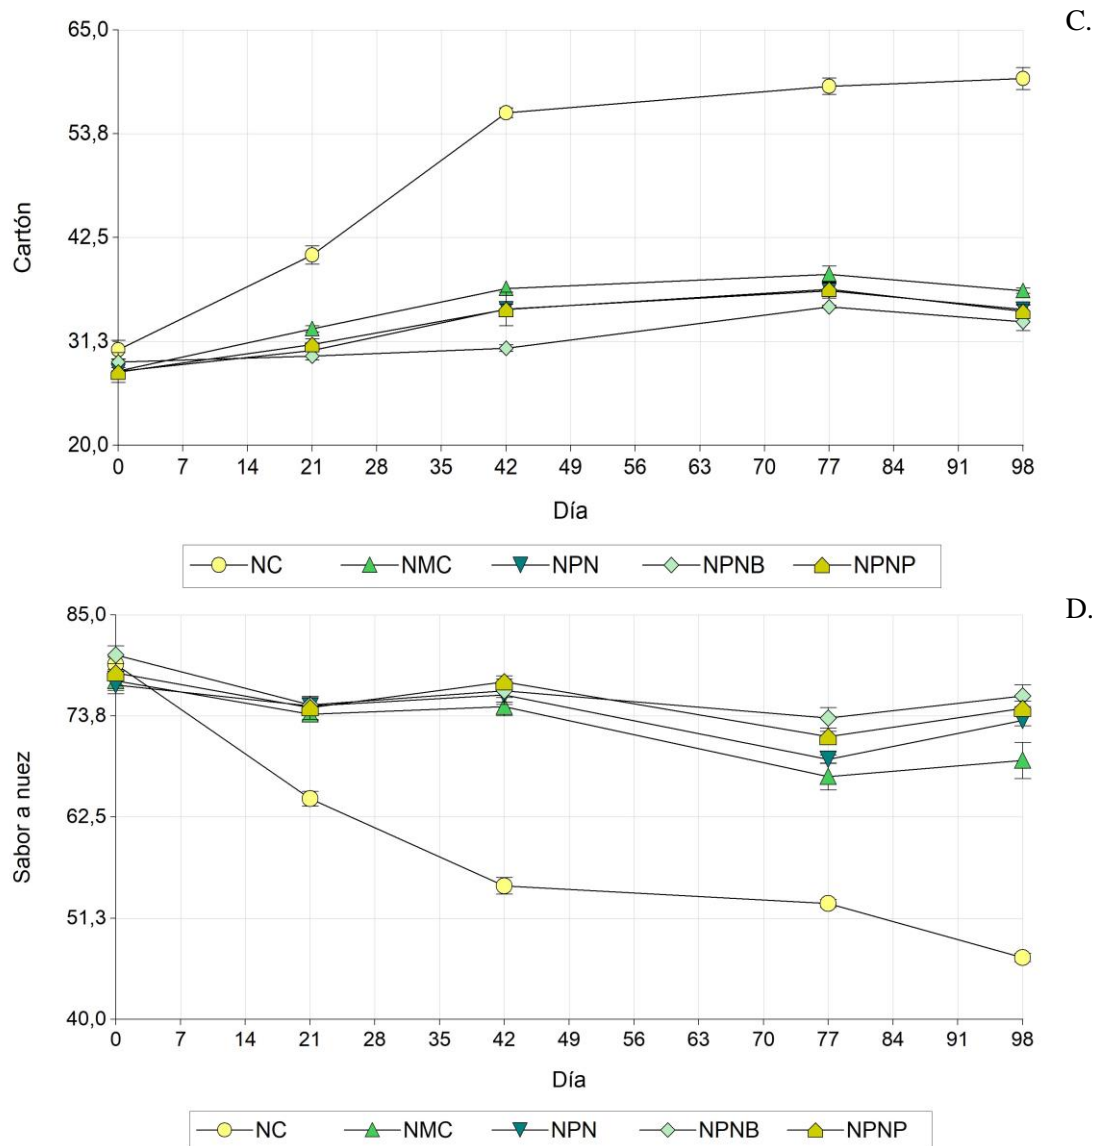 C.
65,0
53,8
42,5
31,3
20,0
Cartón
0 7 14 21 28 35 42 49 56 63 70 77 84 91 98
Día
NC NMC NPN NPNB NPNP
D.
85,0
73,8
62,5
51,3
40,0
Sabor a nuez
0 7 14 21 28 35 42 49 56 63 70 77 84 91 98
Día
NC NMC NPN NPNB NPNP